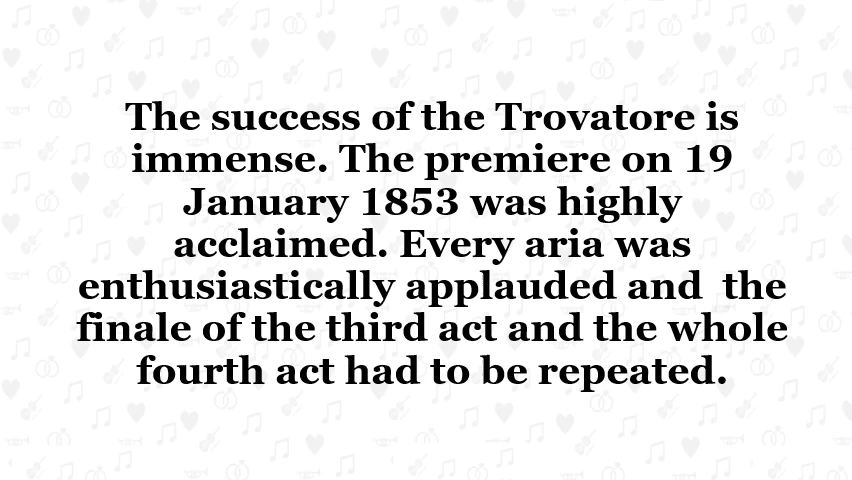 The success of the Trovatore is
immense. The premiere on 19
January 1853 was highly
acclaimed. Every aria was
enthusiastically applauded and  the
finale of the third act and the whole
fourth act had to be repeated.